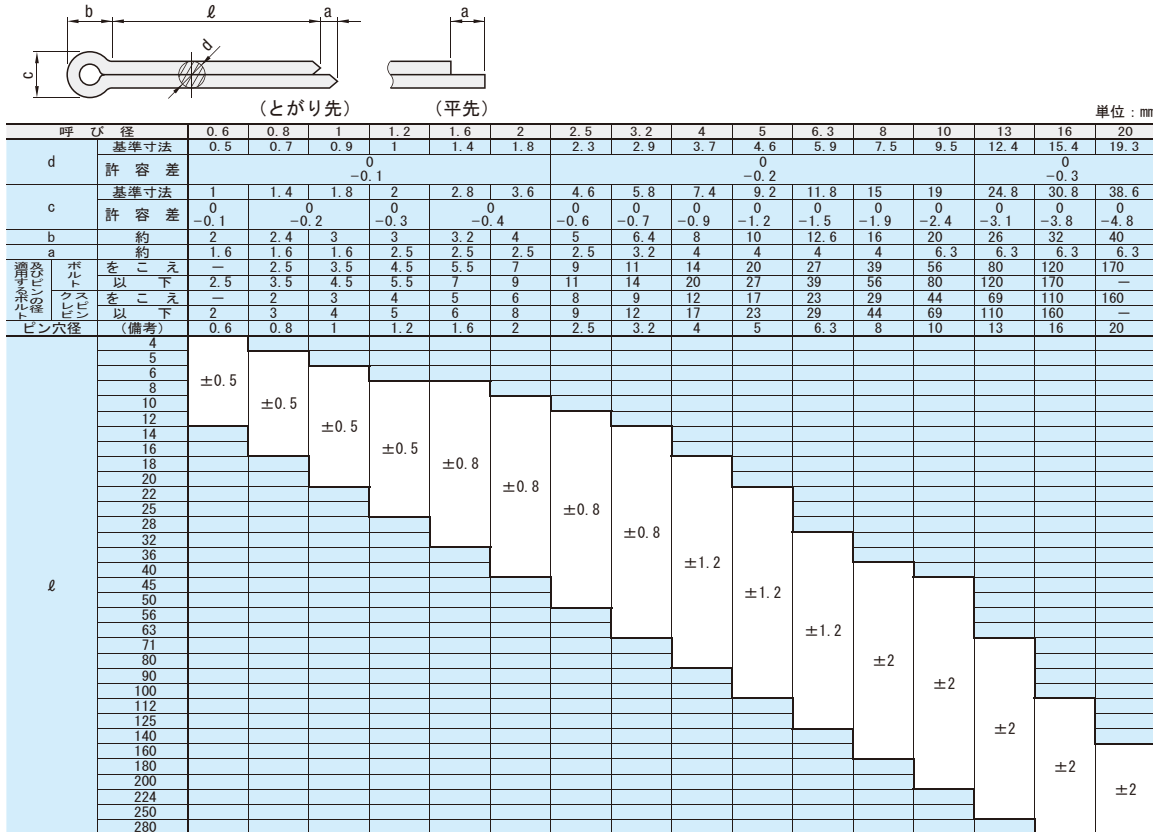 b ℓ a a
c d
(とがり先) (平先)
単位：mm
呼び径 0.6 0.8 1 1.2 1.6 2 2.5 3.2 4 5 6.3 8 10 13 16 20
d 基準寸法 0.5 0.7 0.9 1 1.4 1.8 2.3 2.9 3.7 4.6 5.9 7.5 9.5 12.4 15.4 19.3
許容差 0 −0.1 0 −0.2 0 −0.3
c 基準寸法 1 1.4 1.8 2 2.8 3.6 4.6 5.8 7.4 9.2 11.8 15 19 24.8 30.8 38.6
許容差 0 −0.1 0 −0.2 0 −0.3 0 −0.4 0 −0.6 0 −0.7 0 −0.9 0 −1.2 0 −1.5 0 −1.9 0 −2.4 0 −3.1 0 −3.8 0 −4.8
b 約 2 2.4 3 3 3.2 4 5 6.4 8 10 12.6 16 20 26 32 40
a 約 1.6 1.6 1.6 2.5 2.5 2.5 2.5 3.2 4 4 4 4 6.3 6.3 6.3 6.3
適用するボルト及びピンの径
ボルト をこえ − 2.5 3.5 4.5 5.5 7 9 11 14 20 27 39 56 80 120 170
以下 2.5 3.5 4.5 5.5 7 9 11 14 20 27 39 56 80 120 170 −
クレビスピン をこえ − 2 3 4 5 6 8 9 12 17 23 29 44 69 110 160
以下 2 3 4 5 6 8 9 12 17 23 29 44 69 110 160 −
ピン穴径 (備考) 0.6 0.8 1 1.2 1.6 2 2.5 3.2 4 5 6.3 8 10 13 16 20
ℓ
4
5
6
8 ±0.5
10 ±0.5
12 ±0.5
14
16 ±0.5
18 ±0.8
20 ±0.8
22
25 ±0.8
28
32 ±0.8
36 ±1.2
40
45 ±1.2
50
56
63 ±1.2
71
80 ±2
90 ±2
100
112
125
140 ±2
160
180 ±2
200
224 ±2
250
280